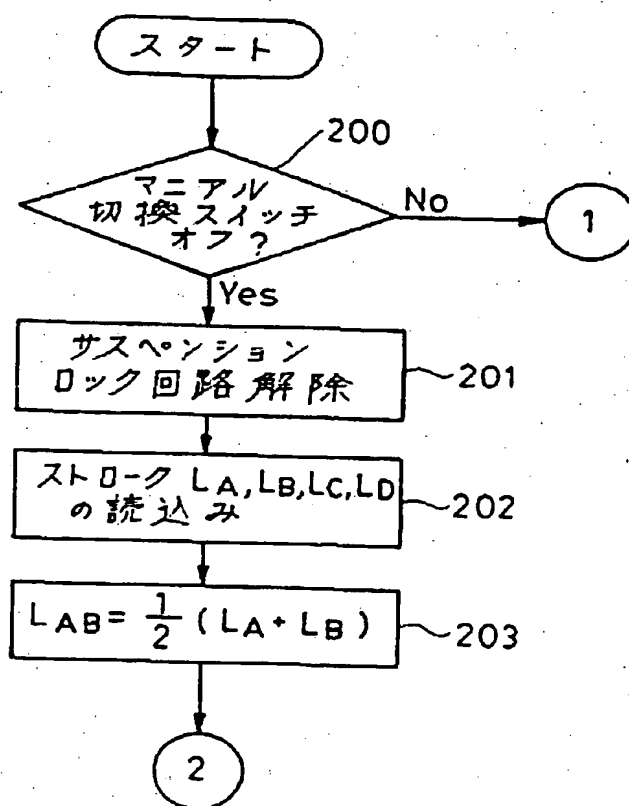 スタート
200
マニアル
切換スイッチ
オフ?
No
1
Yes
サスペンション
ロック回路解除
201
ストローク LA,LB,LC,LD
の読込み
202
LAB = 1/2 (LA + LB)
203
2